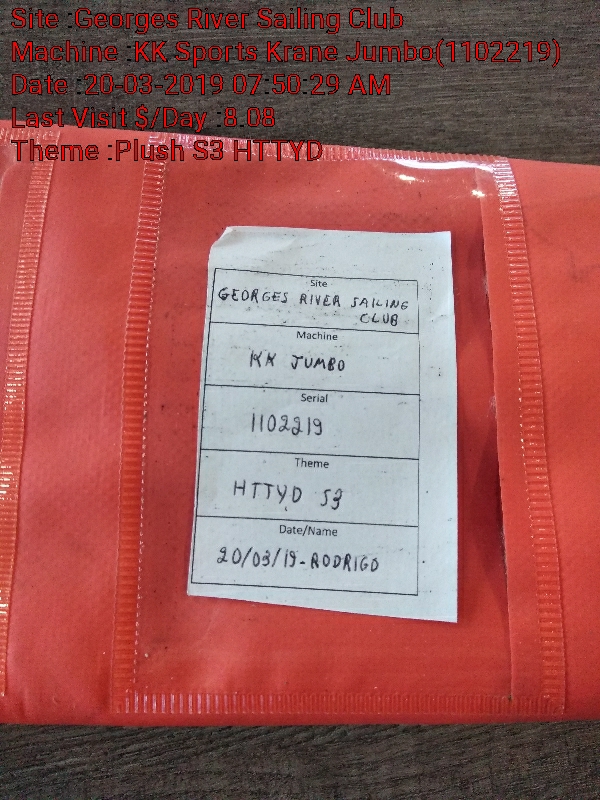 Site :Georges River Sailing Club
Machine :KK Sports Krane Jumbo(1102219)
Date :20-03-2019 07:50:29 AM
Last Visit $/Day :8.08
Theme :Plush S3 HTTYD
Site
GEORGES RIVER SAILING
CLUB
Machine
KK JUMBO
Serial
1102219
Theme
HTTYD S3
Date/Name
20/03/19-RODRIGO